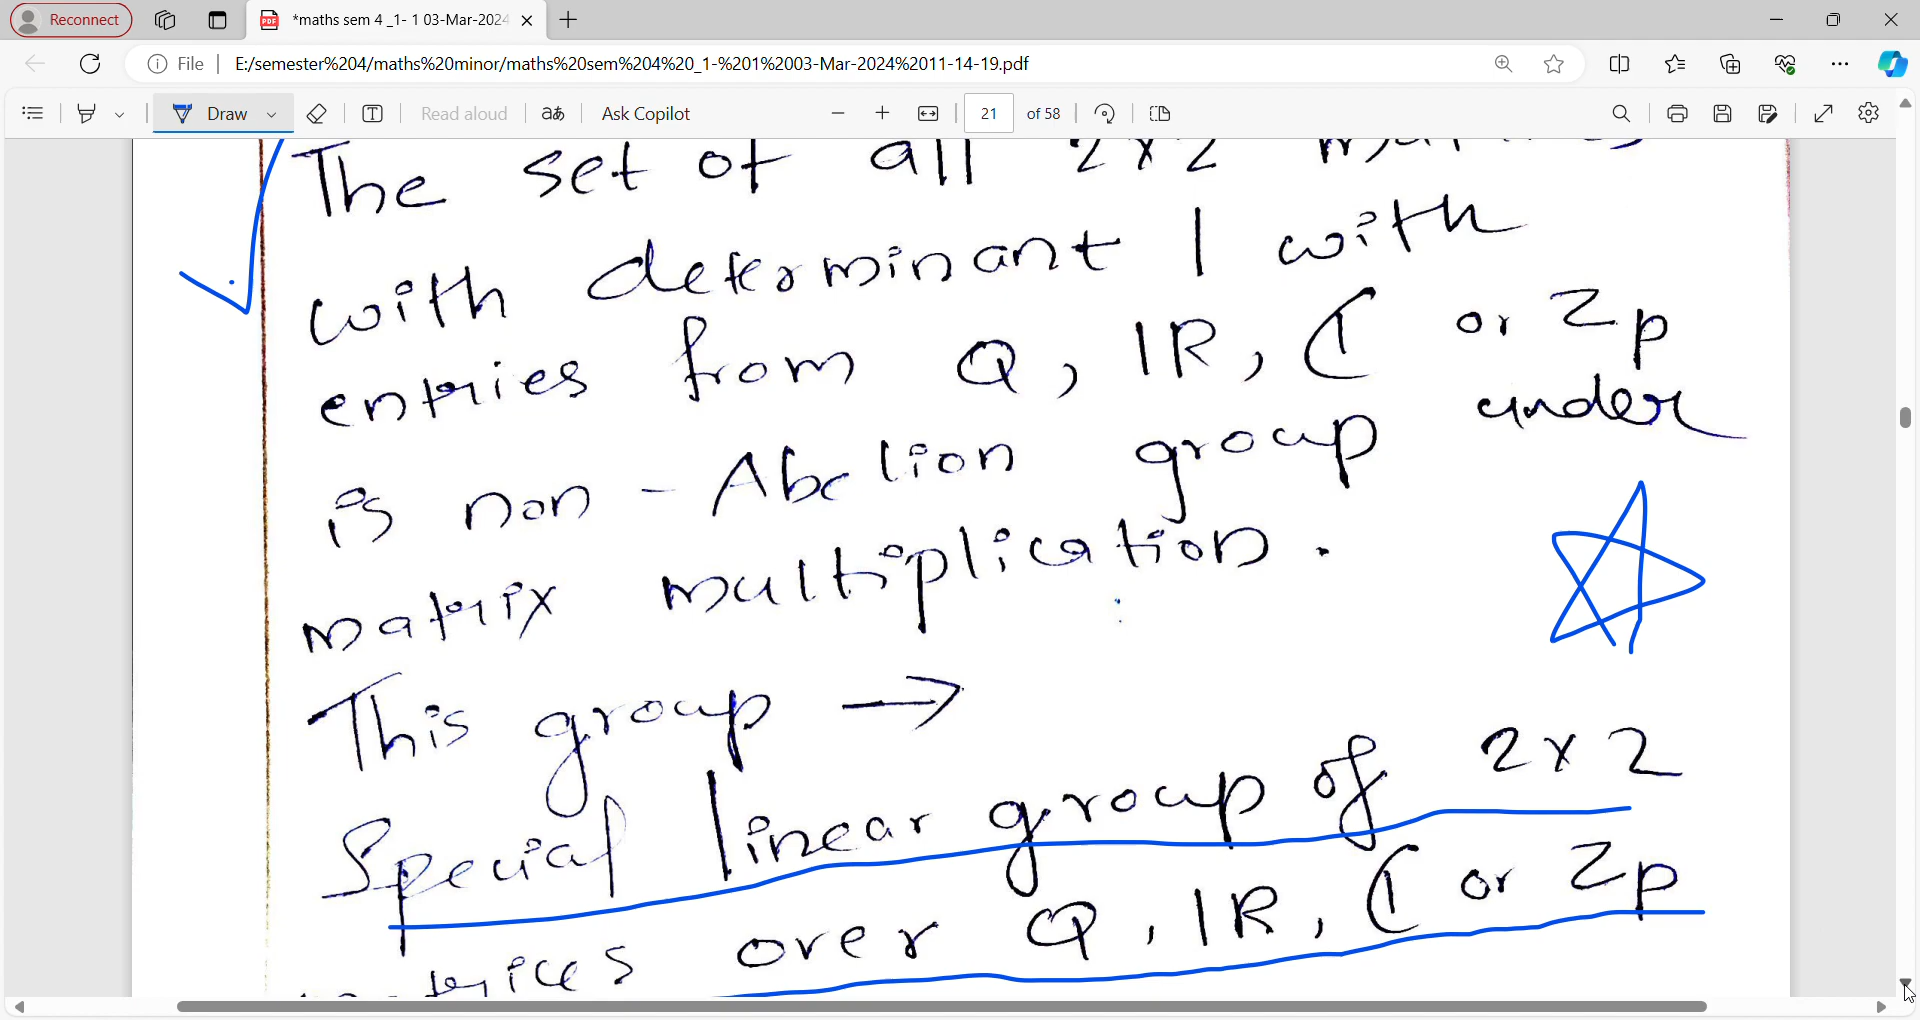 Reconnect
*maths sem 4 _1- 1 03-Mar-2024
File
E:/semester%204/maths%20minor/maths%20sem%204%20_1-%201%2003-Mar-2024%2011-14-19.pdf
Draw
T
Read aloud
aあ
Ask Copilot
21 of 58
The set of all 2x2
with determinant 1 with
entries from Q, IR, ₵ or Zp
is non-Abelion group under
matrix multiplication.
This group →
Special linear group of 2x2
matrices over Q, IR, ₵ or Zp